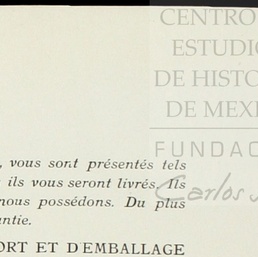 CENTRO
ESTUDIO
DE HISTO
DE MEXI
FUNDAC
Carlos
, vous sont présentés tels
ils vous seront livrés. Ils
nous possédons. Du plus
antie.
ORT ET D'EMBALLAGE